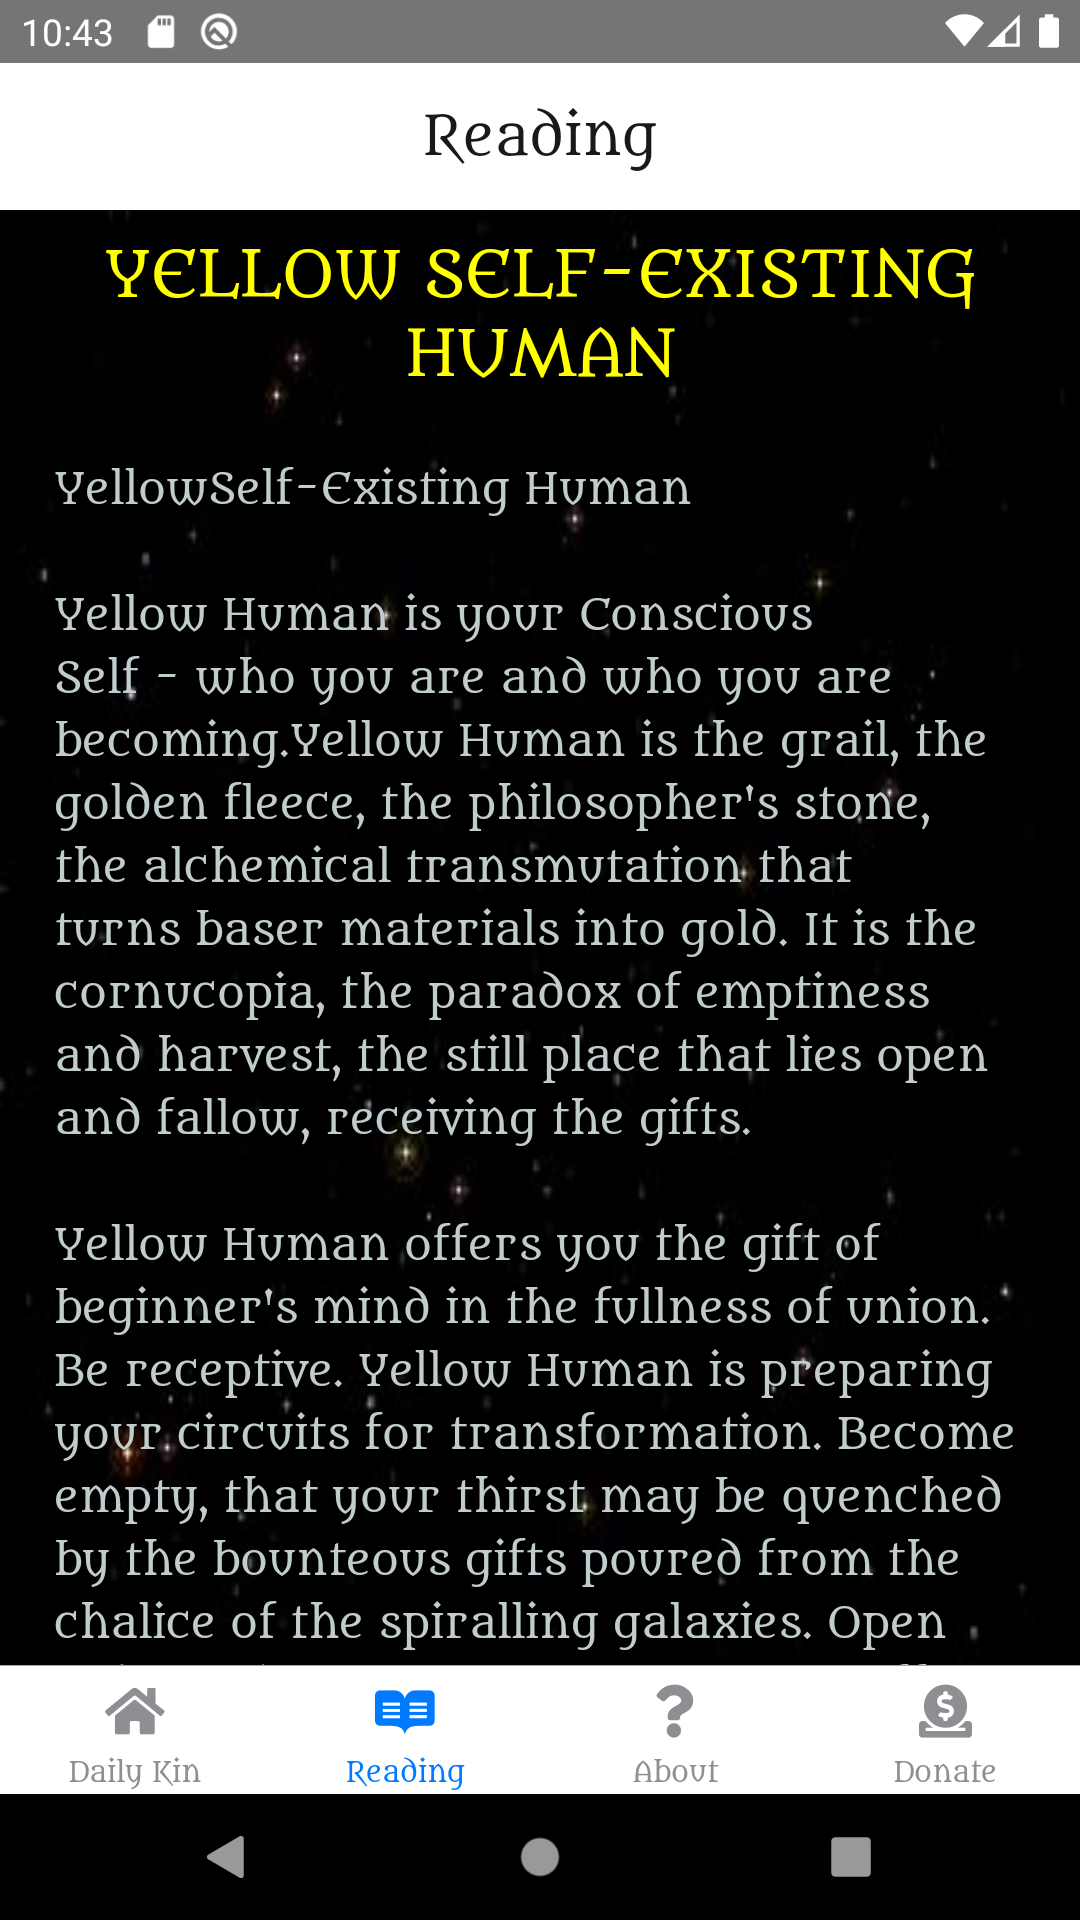 10:43
Reading
YELLOW SELF-EXISTING
HUMAN
YellowSelf-Existing Human
Yellow Human is your Conscious
Self - who you are and who you are
becoming.Yellow Human is the grail, the
golden fleece, the philosopher's stone,
the alchemical transmutation that
turns baser materials into gold. It is the
cornucopia, the paradox of emptiness
and harvest, the still place that lies open
and fallow, receiving the gifts.
Yellow Human offers you the gift of
beginner's mind in the fullness of union.
Be receptive. Yellow Human is preparing
your circuits for transformation. Become
empty, that your thirst may be quenched
by the bounteous gifts poured from the
chalice of the spiralling galaxies. Open
Daily Kin
Reading
About
Donate